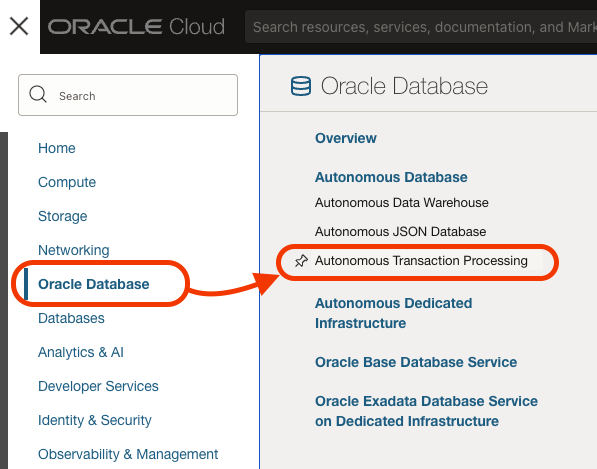 ORACLE Cloud
Search resources, services, documentation, and Mark
Search
Home
Compute
Storage
Networking
Oracle Database
Databases
Analytics & AI
Developer Services
Identity & Security
Observability & Management
Oracle Database
Overview
Autonomous Database
Autonomous Data Warehouse
Autonomous JSON Database
Autonomous Transaction Processing
Autonomous Dedicated
Infrastructure
Oracle Base Database Service
Oracle Exadata Database Service
on Dedicated Infrastructure